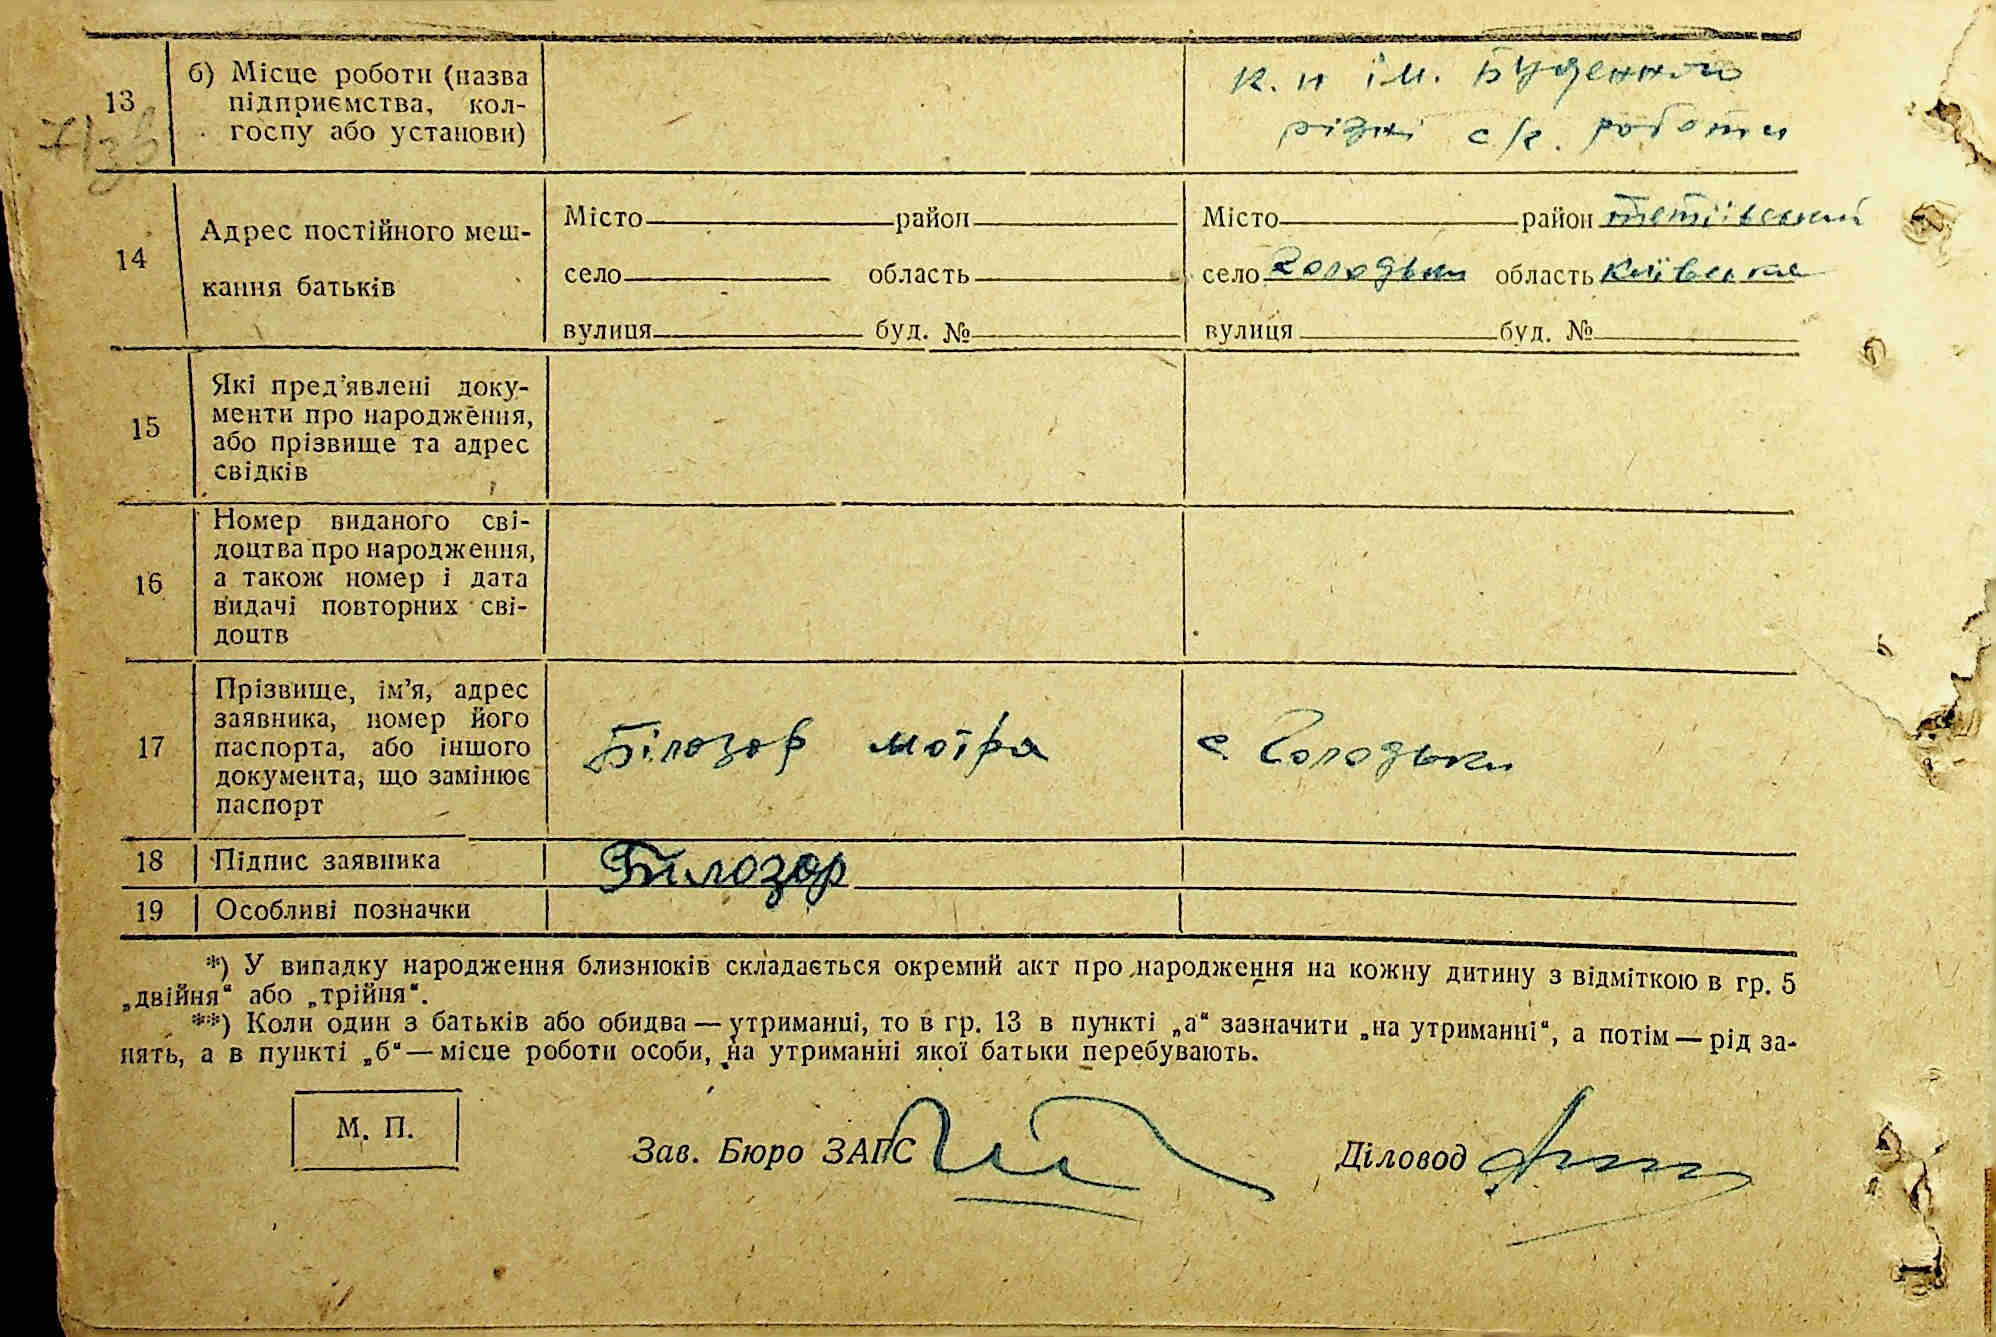 13 б) Місце роботи (назва підприємства, кол-госпу або установи) к. и ім. Буденного
різні с/г. роботи
7/зв
14 Адрес постійного меш-
кання батьків
Місто район Місто район тетіївський
село область село Голодьки область Київська
вулиця буд. № вулиця буд. №
15 Які пред'явлені доку-
менти про народження,
або прізвище та адрес
свідків
16 Номер виданого сві-
доцтва про народження,
а також номер і дата
видачі повторних сві-
доцтв
17 Прізвище, ім'я, адрес
заявника, номер його
паспорта, або іншого
документа, що замінює
паспорт
Білозор мотра с. Голодьки
18 Підпис заявника Билозор
19 Особливі позначки
*) У випадку народження близнюків складається окремий акт про народження на кожну дитину з відміткою в гр. 5
„двійня“ або „трійня“.
**) Коли один з батьків або обидва — утриманці, то в гр. 13 в пункті „а“ зазначити „на утриманні“, а потім — рід за-
нять, а в пункті „б“ — місце роботи особи, на утриманні якої батьки перебувають.
М. П.
Зав. Бюро ЗАГС Діловод